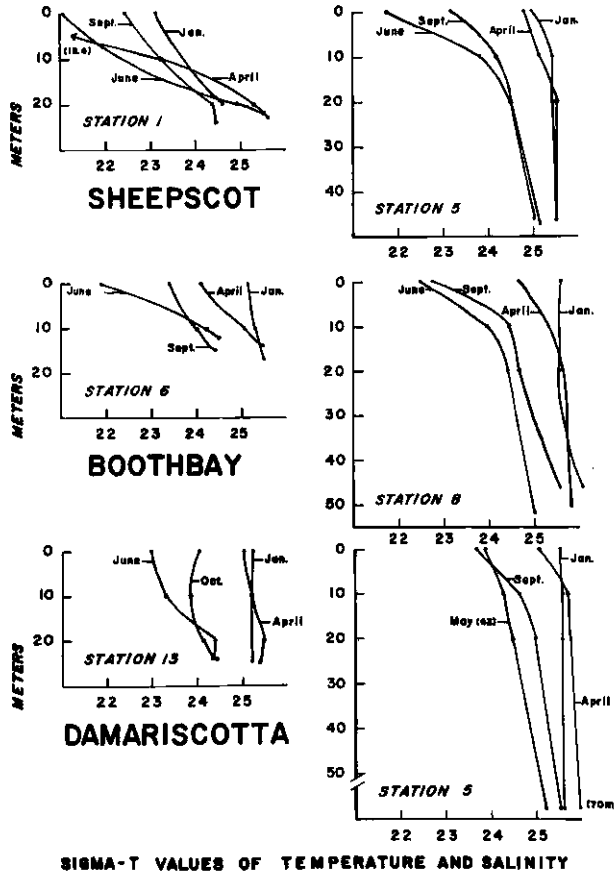 0
10
20
METERS
Sept.
Jan.
(18.6)
June
April
STATION 1
22 23 24 25
SHEEPSCOT
0
10
20
30
40
Sept.
June
April
Jan.
STATION 5
22 23 24 25
0
10
20
METERS
June
April
Jan.
Sept.
STATION 6
22 23 24 25
BOOTHBAY
0
10
20
30
40
50
June
Sept.
April
Jan.
STATION 8
22 23 24 25
0
10
20
METERS
June
Oct.
Jan.
April
STATION 13
22 23 24 25
DAMARISCOTTA
0
10
20
30
50
Sept.
May (42)
Jan.
April
(70m)
STATION 5
22 23 24 25
SIGMA-T VALUES OF TEMPERATURE AND SALINITY